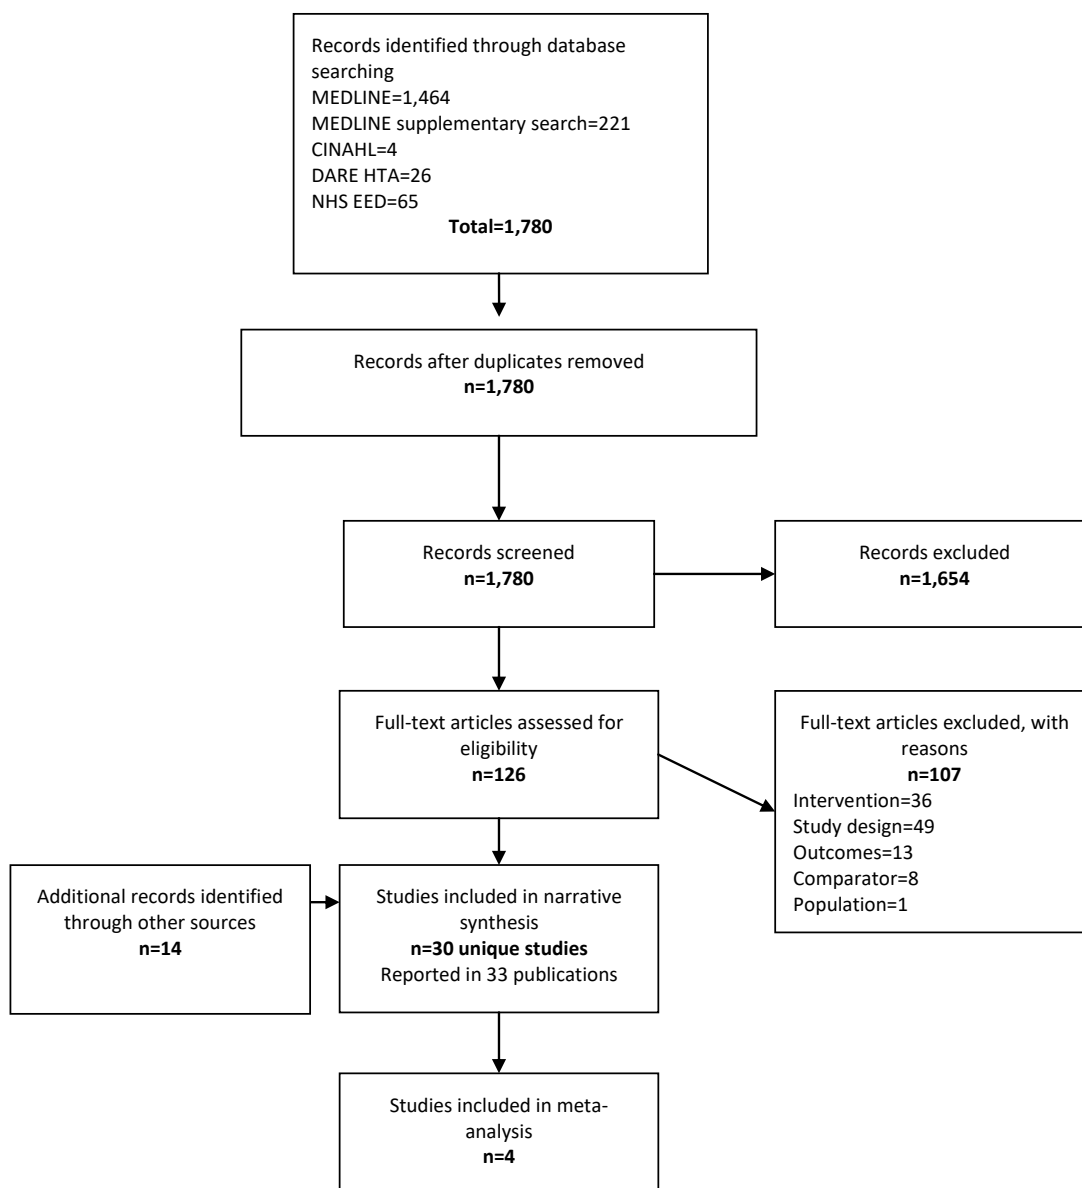 Records identified through database
searching
MEDLINE=1,464
MEDLINE supplementary search=221
CINAHL=4
DARE HTA=26
NHS EED=65
Total=1,780
Records after duplicates removed
n=1,780
Records screened
n=1,780
Records excluded
n=1,654
Full-text articles assessed for
eligibility
n=126
Full-text articles excluded, with
reasons
n=107
Intervention=36
Study design=49
Outcomes=13
Comparator=8
Population=1
Additional records identified
through other sources
n=14
Studies included in narrative
synthesis
n=30 unique studies
Reported in 33 publications
Studies included in meta-
analysis
n=4